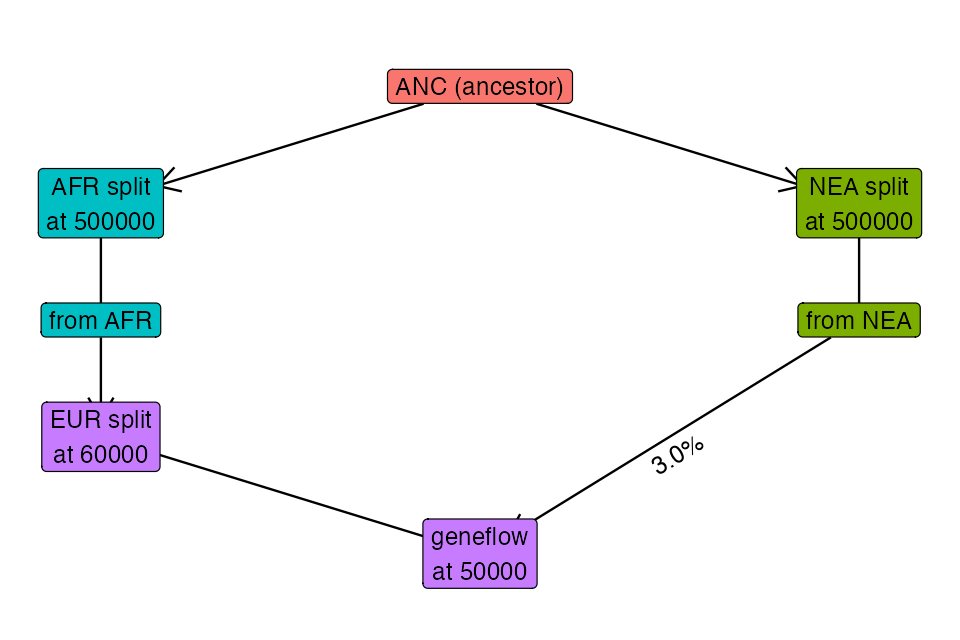 ANC (ancestor)
AFR split
at 500000
NEA split
at 500000
from AFR
from NEA
EUR split
at 60000
3.0%
geneflow
at 50000